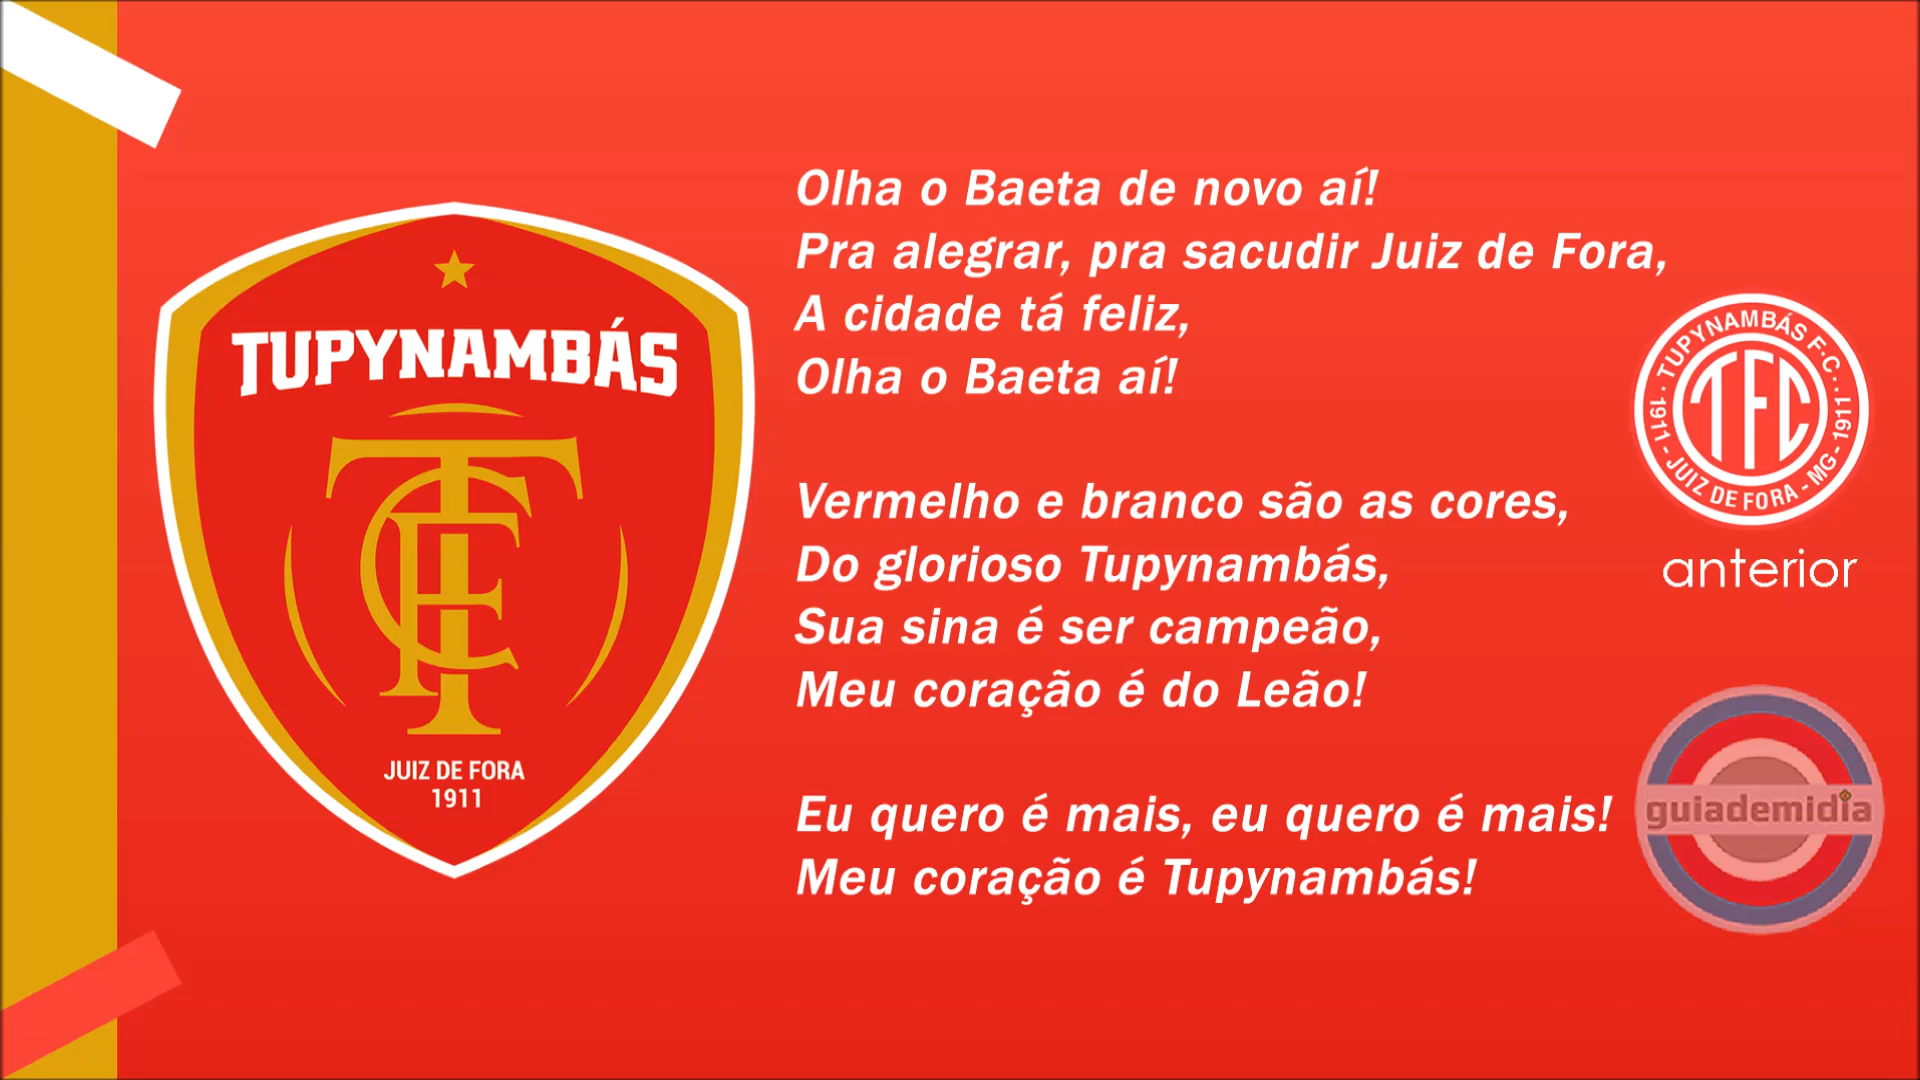 TUPYNAMBÁS
TFC
JUIZ DE FORA
1911
Olha o Baeta de novo aí!
Pra alegrar, pra sacudir Juiz de Fora,
A cidade tá feliz,
Olha o Baeta aí!
Vermelho e branco são as cores,
Do glorioso Tupynambás,
Sua sina é ser campeão,
Meu coração é do Leão!
Eu quero é mais, eu quero é mais!
Meu coração é Tupynambás!
· TUPYNAMBÁS F.C. ·
1911 - JUIZ DE FORA - MG - 1911
TFC
anterior
guiademidia